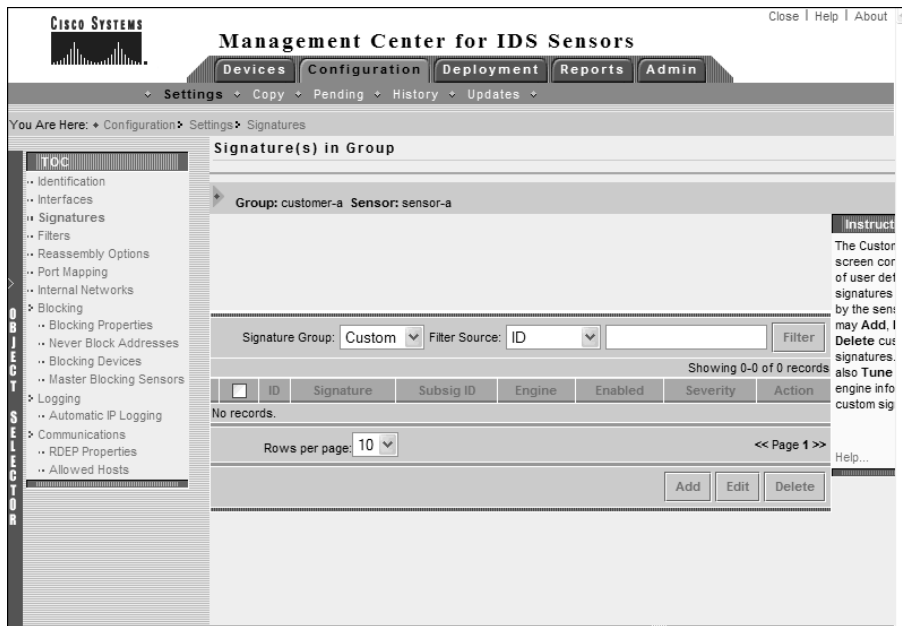 Close | Help | About
CISCO SYSTEMS
Management Center for IDS Sensors
Devices Configuration Deployment Reports Admin
Settings Copy Pending History Updates
You Are Here: Configuration Settings Signatures
TOC
Identification
Interfaces
Signatures
Filters
Reassembly Options
Port Mapping
Internal Networks
Blocking
Blocking Properties
Never Block Addresses
Blocking Devices
Master Blocking Sensors
Logging
Automatic IP Logging
Communications
RDEP Properties
Allowed Hosts
OBJECT SELECTOR
Signature(s) in Group
Group: customer-a Sensor: sensor-a
Signature Group: Custom Filter Source: ID Filter
Showing 0-0 of 0 records
ID Signature Subsig ID Engine Enabled Severity Action
No records.
Rows per page: 10 << Page 1 >>
Add Edit Delete
Instruct
The Custor
screen cor
of user def
signatures
by the sens
may Add,
Delete cus
signatures.
also Tune
engine info
custom sig
Help...